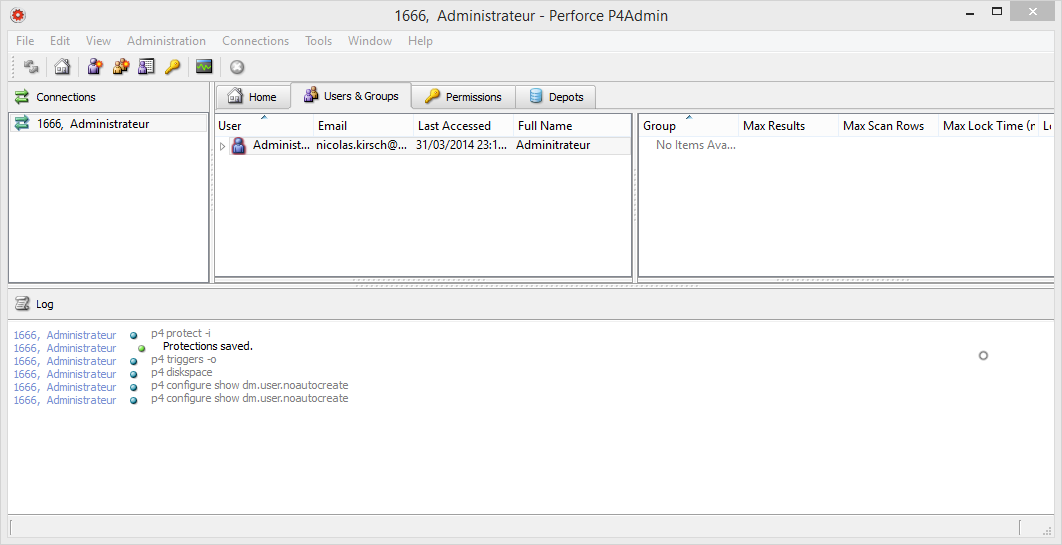 1666, Administrateur - Perforce P4Admin
File Edit View Administration Connections Tools Window Help
Connections
1666, Administrateur
Home Users & Groups Permissions Depots
User Email Last Accessed Full Name
Administ... nicolas.kirsch@... 31/03/2014 23:1... Adminitrateur
Group Max Results Max Scan Rows Max Lock Time (r L
No Items Ava...
Log
1666, Administrateur p4 protect -i
1666, Administrateur Protections saved.
1666, Administrateur p4 triggers -o
1666, Administrateur p4 diskspace
1666, Administrateur p4 configure show dm.user.noautocreate
1666, Administrateur p4 configure show dm.user.noautocreate